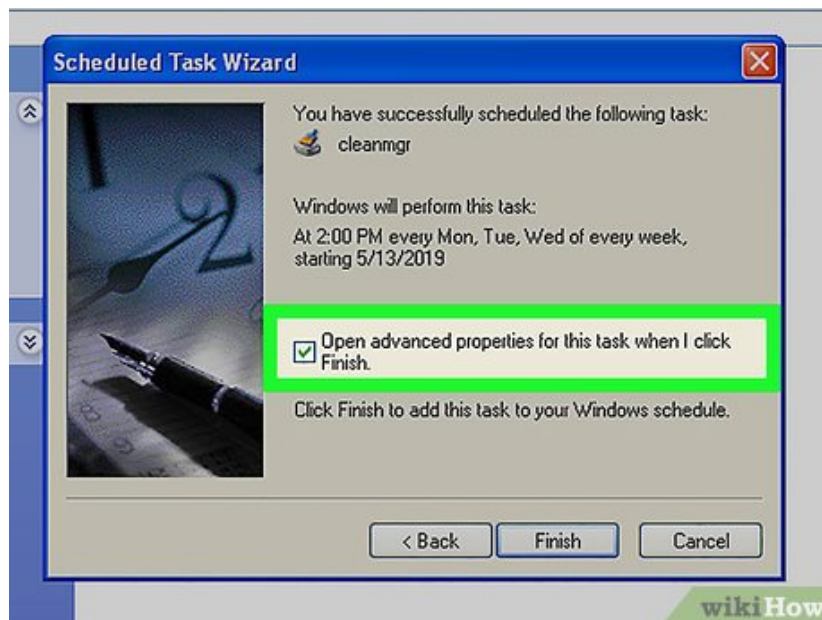 Scheduled Task Wizard
You have successfully scheduled the following task:
cleanmgr
Windows will perform this task:
At 2:00 PM every Mon, Tue, Wed of every week,
starting 5/13/2019
Open advanced properties for this task when I click
Finish.
Click Finish to add this task to your Windows schedule.
< Back
Finish
Cancel
wikiHow